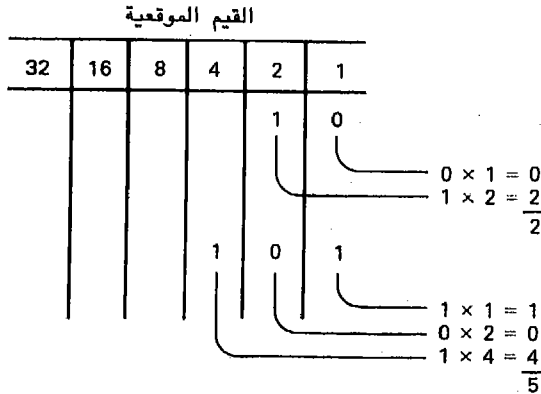 القيم الموقعية
32 16 8 4 2 1
1 0
0 × 1 = 0
1 × 2 = 2
2
1 0 1
1 × 1 = 1
0 × 2 = 0
1 × 4 = 4
5